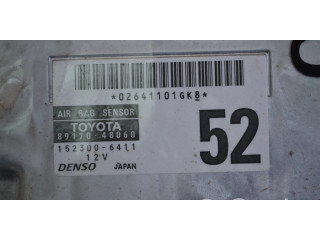 *02641101GK8*
AIR BAG SENSOR
TOYOTA
89170-48060
152300-6411
12V
DENSO JAPAN
52